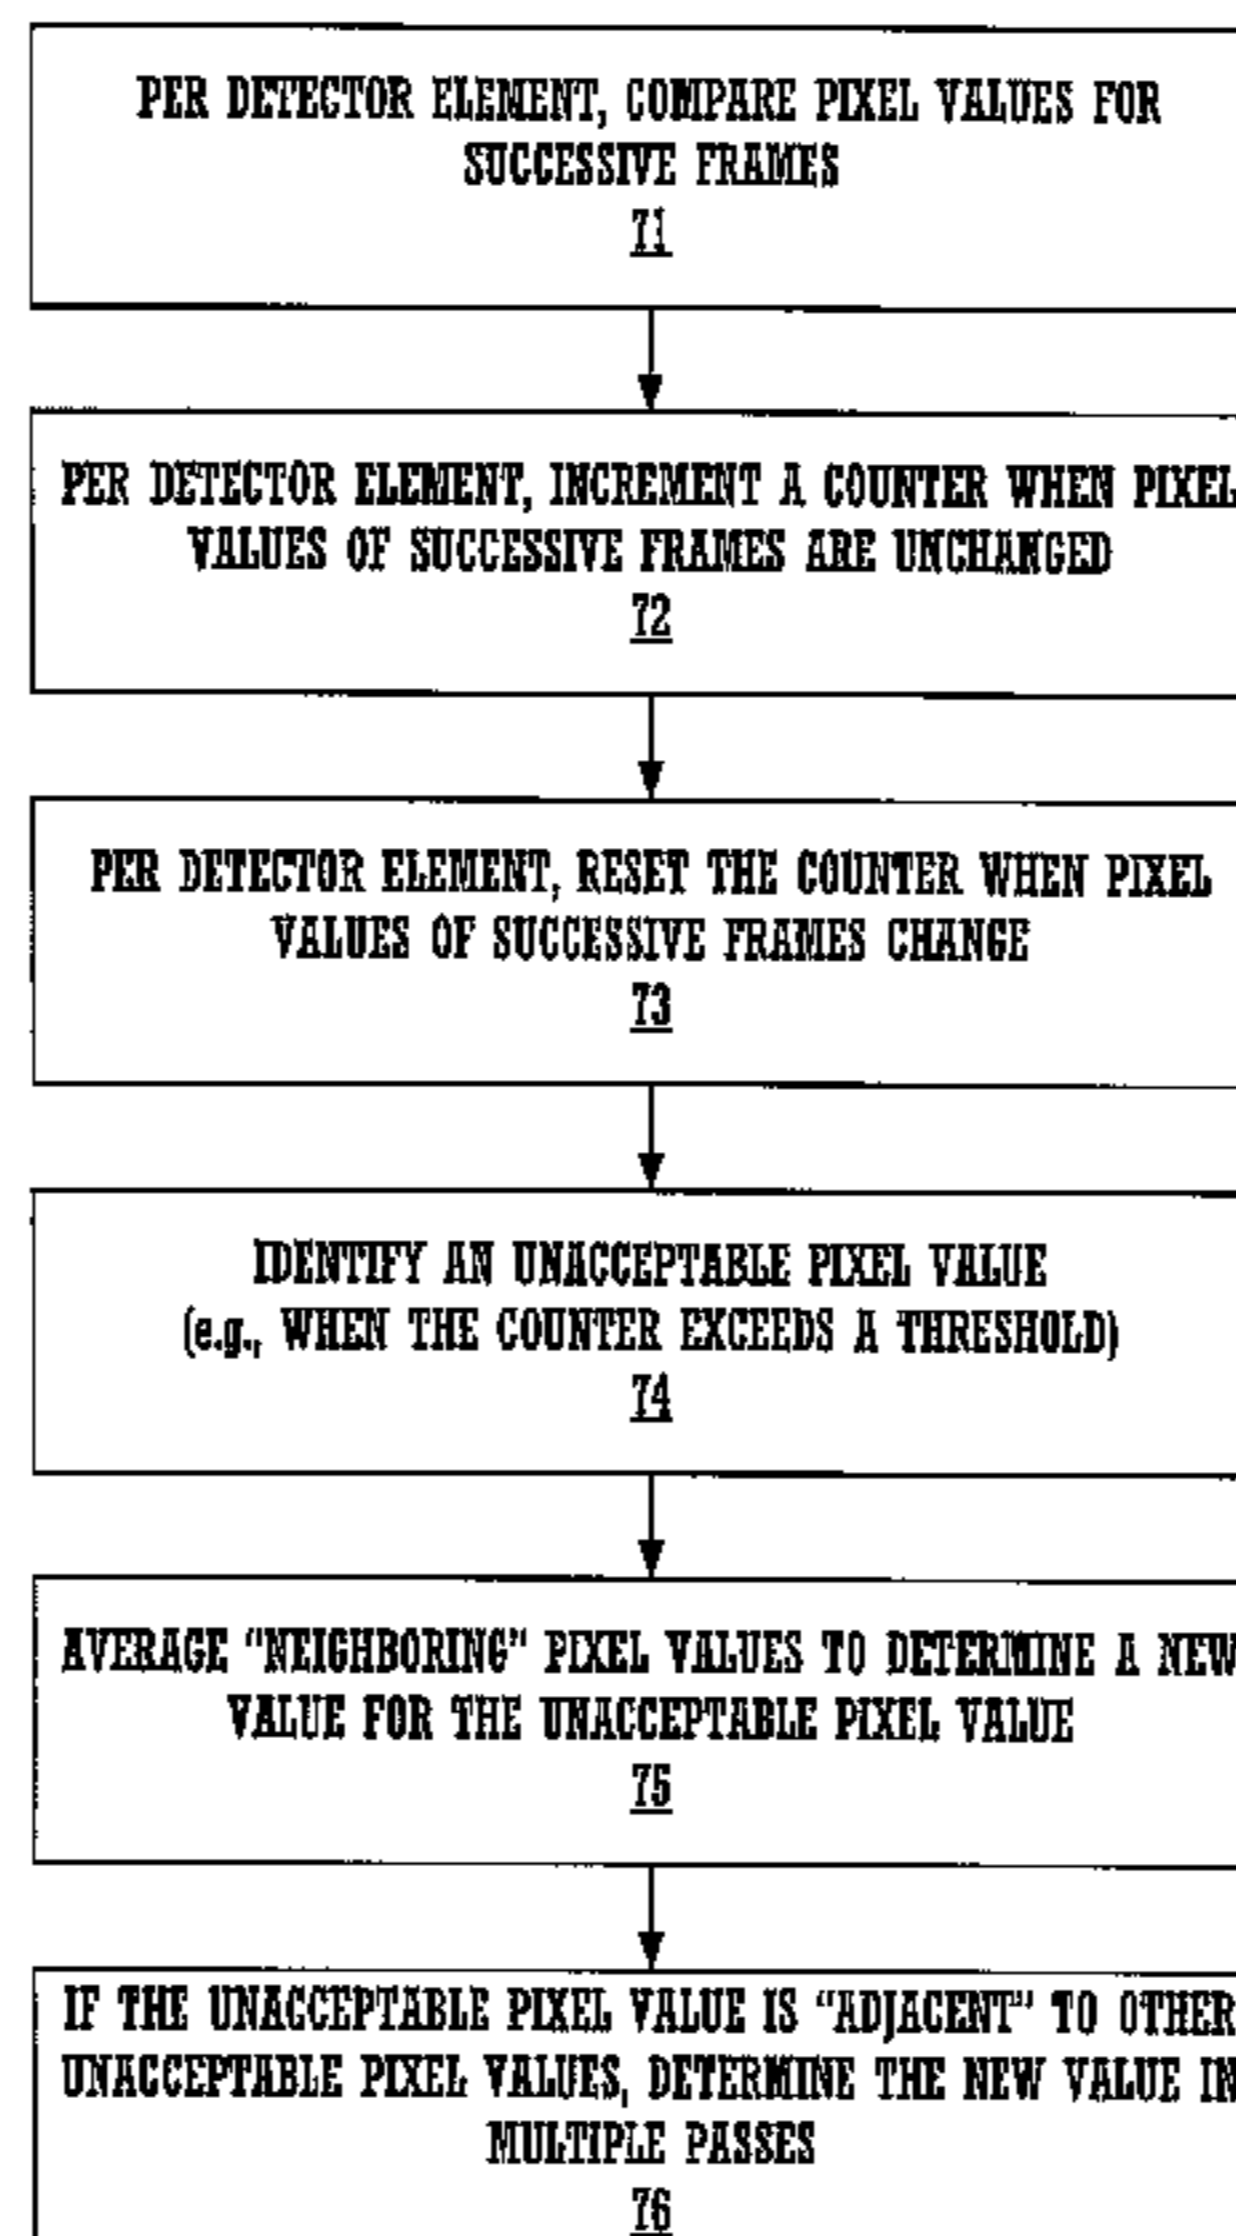 PER DETECTOR ELEMENT, COMPARE PIXEL VALUES FOR
SUCCESSIVE FRAMES
71
PER DETECTOR ELEMENT, INCREMENT A COUNTER WHEN PIXEL
VALUES OF SUCCESSIVE FRAMES ARE UNCHANGED
72
PER DETECTOR ELEMENT, RESET THE COUNTER WHEN PIXEL
VALUES OF SUCCESSIVE FRAMES CHANGE
73
IDENTIFY AN UNACCEPTABLE PIXEL VALUE
(e.g., WHEN THE COUNTER EXCEEDS A THRESHOLD)
74
AVERAGE “NEIGHBORING” PIXEL VALUES TO DETERMINE A NEW
VALUE FOR THE UNACCEPTABLE PIXEL VALUE
75
IF THE UNACCEPTABLE PIXEL VALUE IS “ADJACENT” TO OTHER
UNACCEPTABLE PIXEL VALUES, DETERMINE THE NEW VALUE IN
MULTIPLE PASSES
76